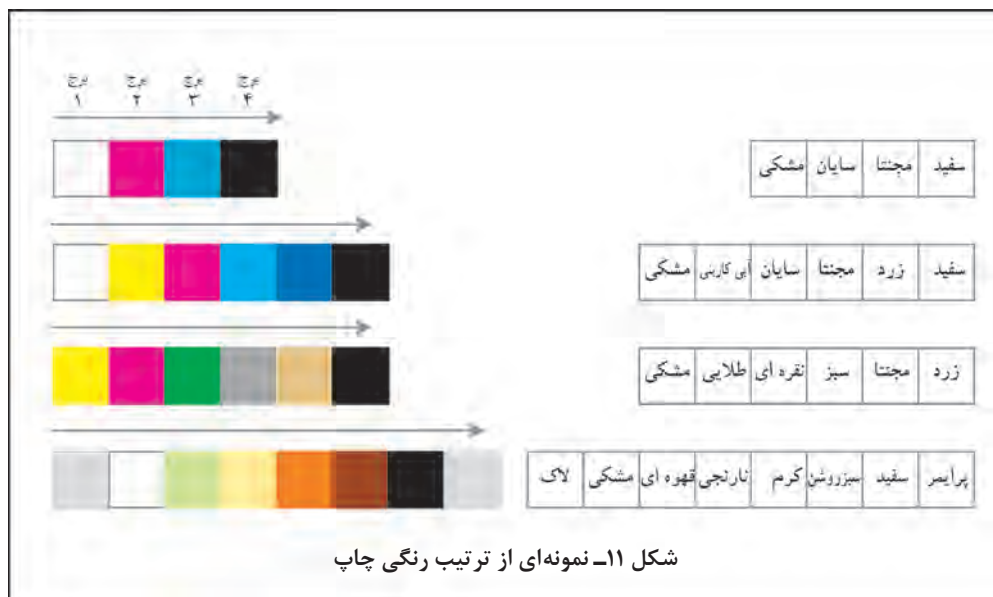 برج برج برج برج
۱ ۲ ۳ ۴
سفید مجنتا سایان مشکی
سفید زرد مجنتا سایان آبی کاربنی مشکی
زرد مجنتا سبز نقره ای طلایی مشکی
پرایمر سفید سبزروشن کرم نارنجی قهوه ای مشکی لاک
شکل ۱۱ـ نمونه‌ای از ترتیب رنگی چاپ